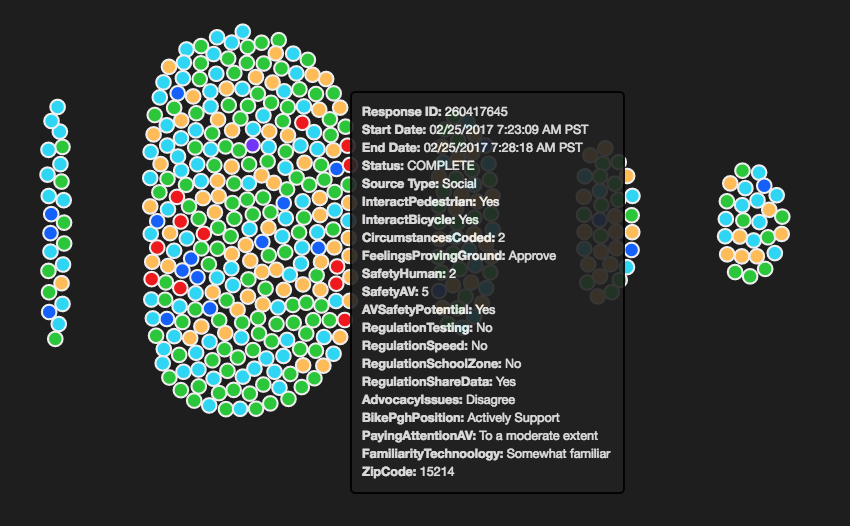 Response ID: 260417645
Start Date: 02/25/2017 7:23:09 AM PST
End Date: 02/25/2017 7:28:18 AM PST
Status: COMPLETE
Source Type: Social
InteractPedestrian: Yes
InteractBicycle: Yes
CircumstancesCoded: 2
FeelingsProvingGround: Approve
SafetyHuman: 2
SafetyAV: 5
AVSafetyPotential: Yes
RegulationTesting: No
RegulationSpeed: No
RegulationSchoolZone: No
RegulationShareData: Yes
AdvocacyIssues: Disagree
BikePghPosition: Actively Support
PayingAttentionAV: To a moderate extent
FamiliarityTechnoology: Somewhat familiar
ZipCode: 15214